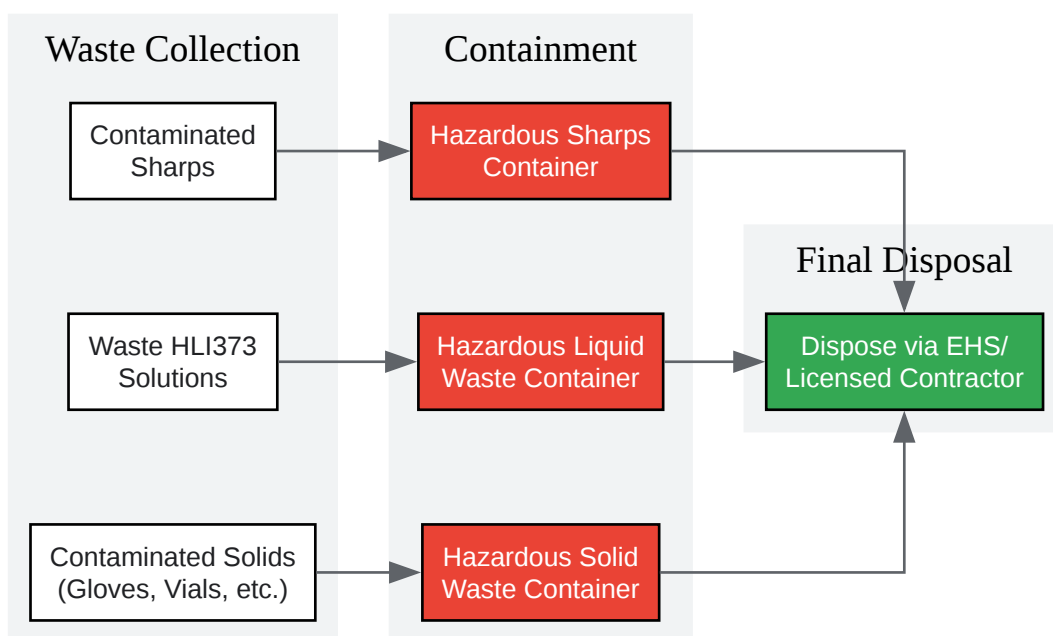 Waste Collection
Containment
Contaminated
Sharps
Hazardous Sharps
Container
Final Disposal
Waste HLI373
Solutions
Hazardous Liquid
Waste Container
Dispose via EHS/
Licensed Contractor
Contaminated Solids
(Gloves, Vials, etc.)
Hazardous Solid
Waste Container